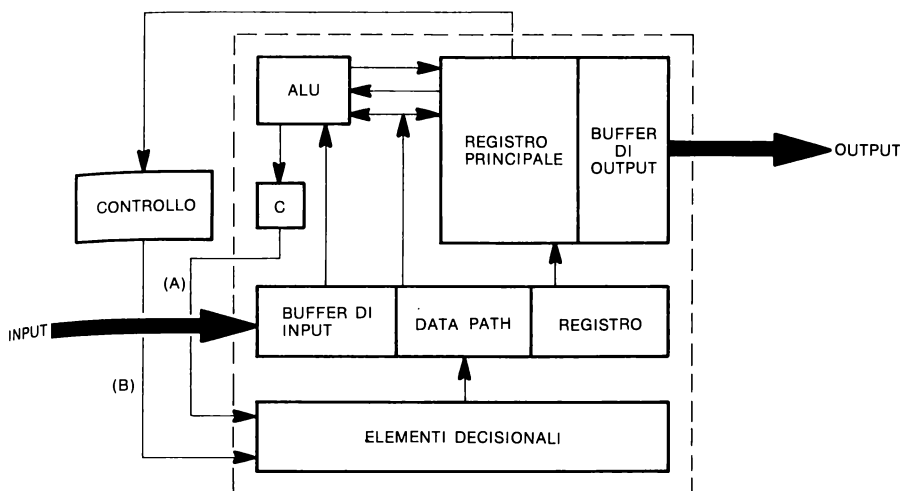 ALU
REGISTRO
PRINCIPALE
BUFFER
DI
OUTPUT
OUTPUT
CONTROLLO
C
(A)
INPUT
BUFFER DI
INPUT
DATA PATH
REGISTRO
(B)
ELEMENTI DECISIONALI